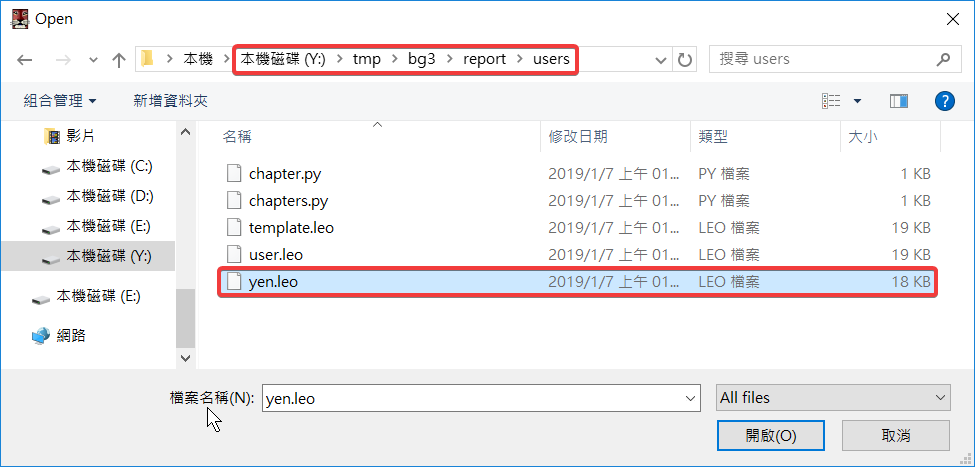 Open
本機 > 本機磁碟 (Y:) > tmp > bg3 > report > users
搜尋 users
組合管理 新增資料夾
名稱 修改日期 類型 大小
影片
本機磁碟 (C:)
本機磁碟 (D:)
本機磁碟 (E:)
本機磁碟 (Y:)
本機磁碟 (E:)
網路
chapter.py 2019/1/7 上午 01... PY 檔案 1 KB
chapters.py 2019/1/7 上午 01... PY 檔案 1 KB
template.leo 2019/1/7 上午 01... LEO 檔案 19 KB
user.leo 2019/1/7 上午 01... LEO 檔案 19 KB
yen.leo 2019/1/7 上午 01... LEO 檔案 18 KB
檔案名稱(N): yen.leo All files
開啟(O) 取消